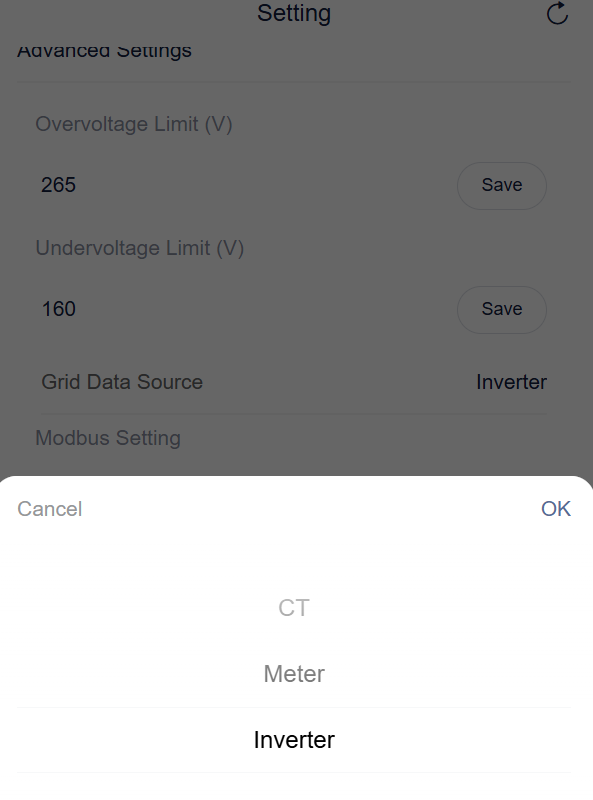 Setting
Advanced Settings
Overvoltage Limit (V)
265 Save
Undervoltage Limit (V)
160 Save
Grid Data Source Inverter
Modbus Setting
Cancel OK
CT
Meter
Inverter